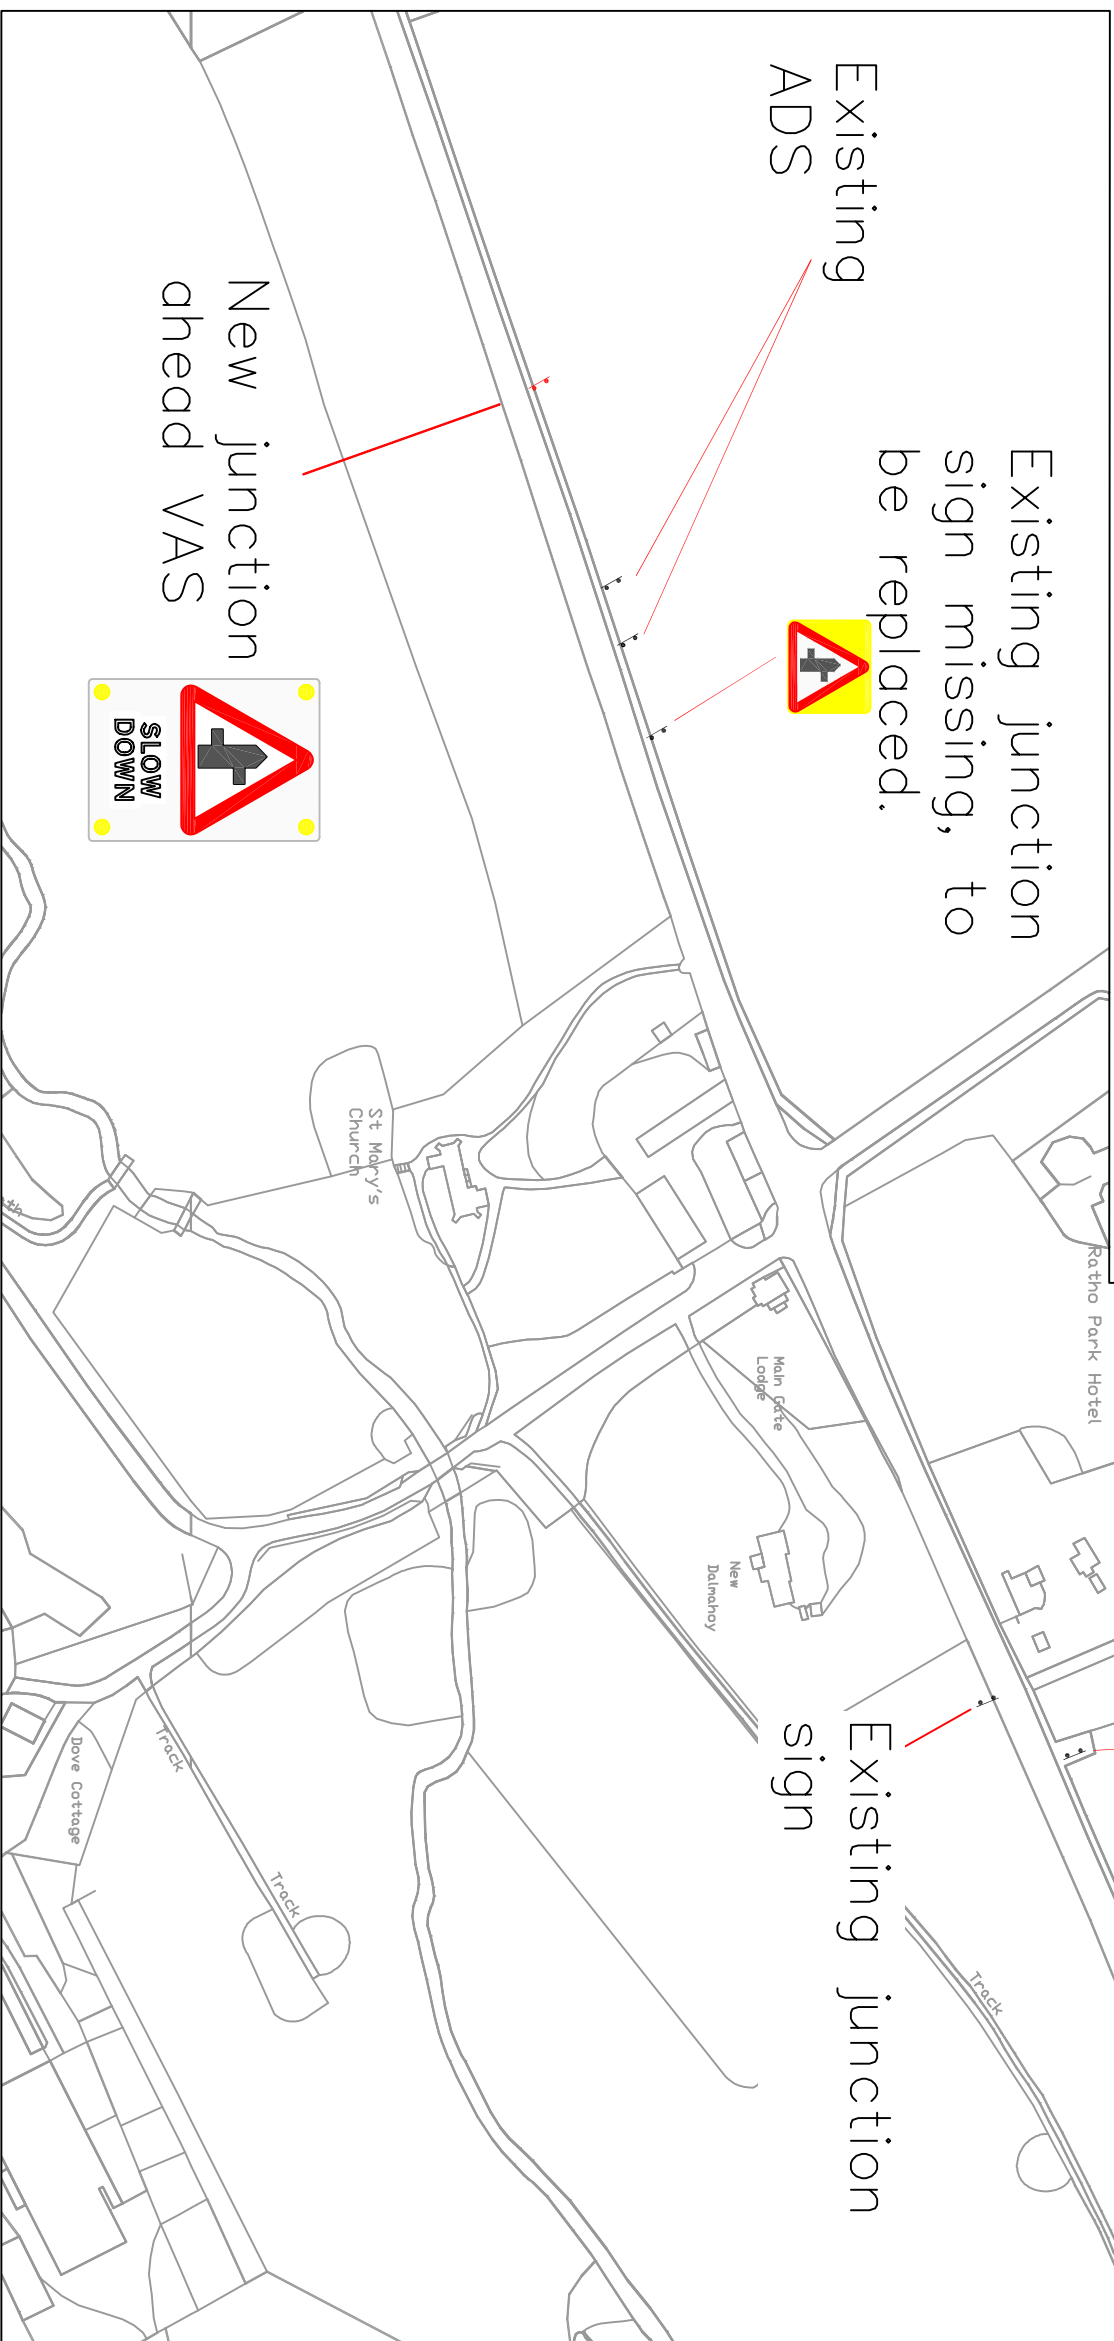 Existing junction
sign missing, to
be replaced.
Existing
ADS
New junction
ahead VAS
SLOW
DOWN
Existing junction
sign
Ratho Park Hotel
St Mary's
Church
Main Gate
Lodge
New
Dalmahoy
Track
Track
Track
Dove Cottage
th